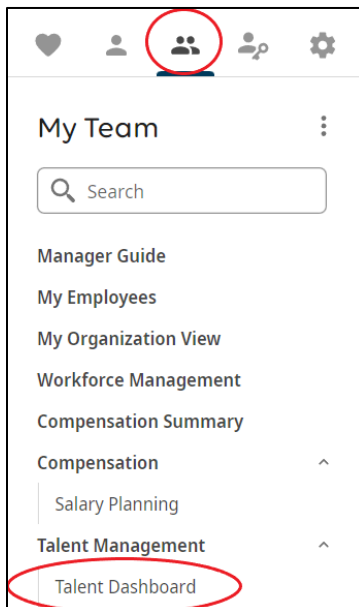 My Team
Search
Manager Guide
My Employees
My Organization View
Workforce Management
Compensation Summary
Compensation
Salary Planning
Talent Management
Talent Dashboard